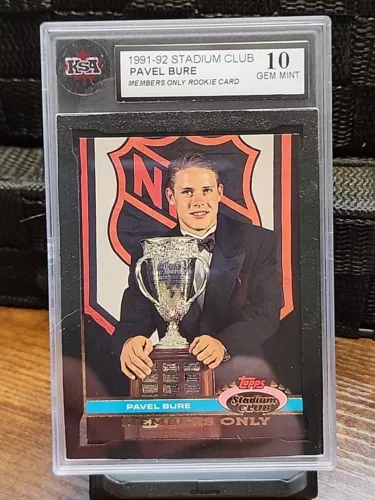 KSA
1991-92 STADIUM CLUB
PAVEL BURE
MEMBERS ONLY ROOKIE CARD
10
GEM MINT
N
Topps
Stadium
CLUB
PAVEL BURE
MEMBERS ONLY